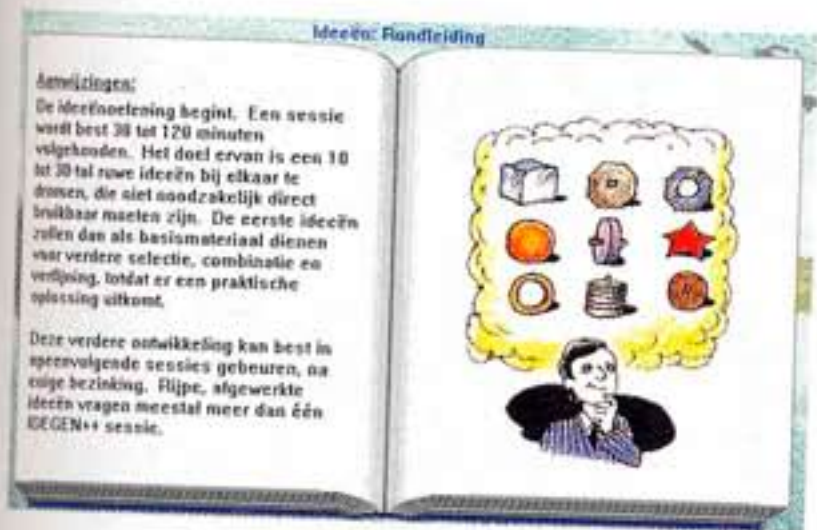 Ideeën: Handleiding
Aanwijzingen:
De ideeënoefening begint. Een sessie
wordt best 30 tot 120 minuten
volgehouden. Het doel ervan is een 10
tot 30-tal ruwe ideeën bij elkaar te
dromen, die niet noodzakelijk direct
bruikbaar moeten zijn. De eerste ideeën
zullen dan als basismateriaal dienen
voor verdere selectie, combinatie en
verfijning, totdat er een praktische
oplossing uitkomt.
Deze verdere ontwikkeling kan best in
opeenvolgende sessies gebeuren, na
enige bezinking. Rijpe, afgewerkte
ideeën vragen meestal meer dan één
IDEGEN++ sessie.